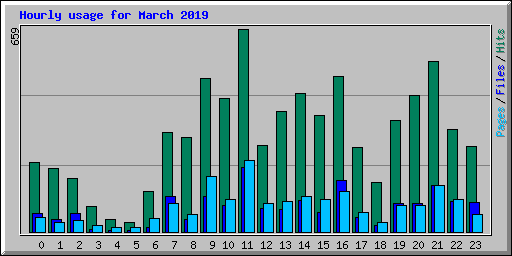 Hourly usage for March 2019
659
Pages/Files/Hits
0 1 2 3 4 5 6 7 8 9 10 11 12 13 14 15 16 17 18 19 20 21 22 23